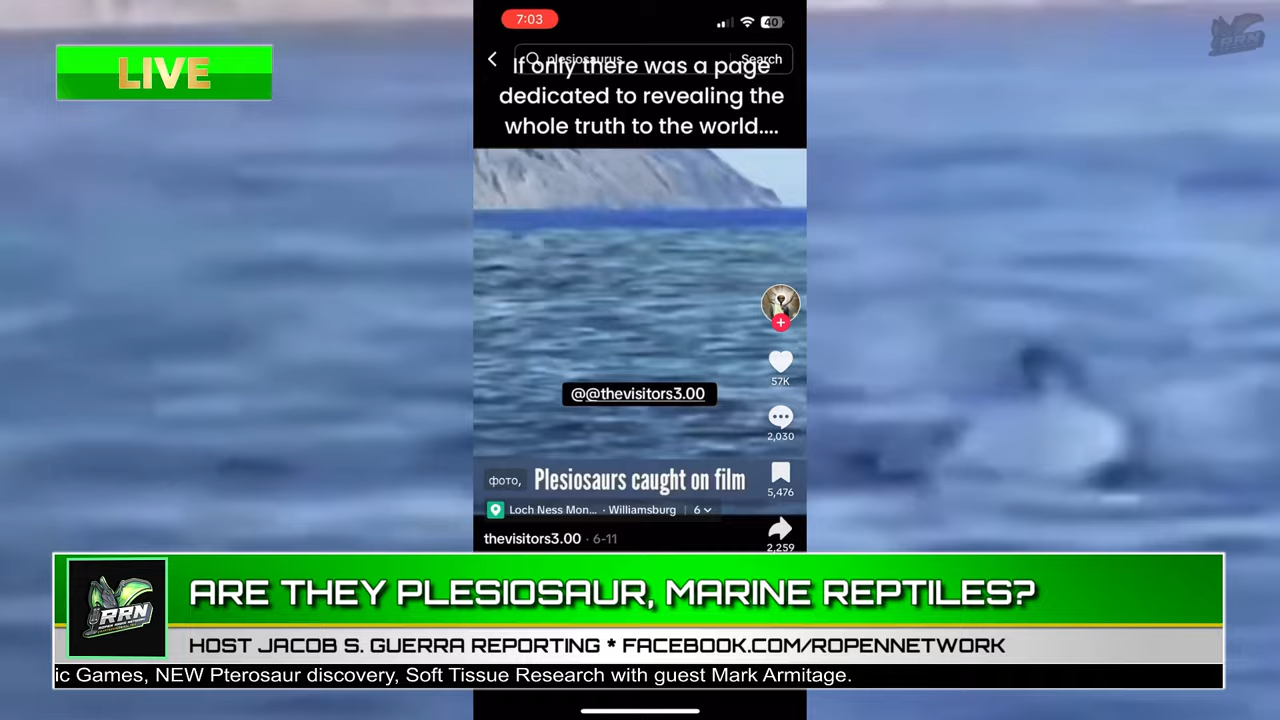 7:03
40
RRN
LIVE
plesiosaurus
Search
If only there was a page
dedicated to revealing the
whole truth to the world....
57K
@@thevisitors3.00
2,030
фото,
Plesiosaurs caught on film
5,476
Loch Ness Mon... · Williamsburg | 6
thevisitors3.00 · 6-11
2,259
RRN
ARE THEY PLESIOSAUR, MARINE REPTILES?
HOST JACOB S. GUERRA REPORTING * FACEBOOK.COM/ROPENNETWORK
ic Games, NEW Pterosaur discovery, Soft Tissue Research with guest Mark Armitage.